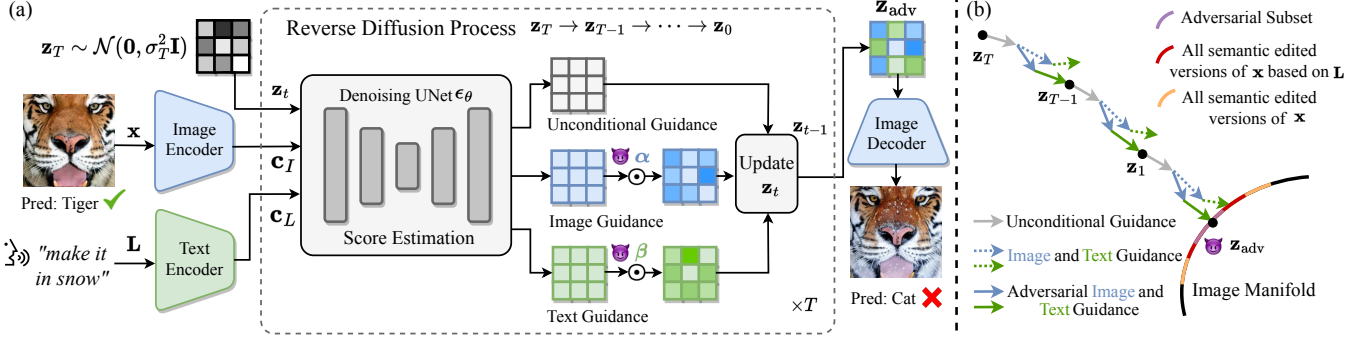 (a)
Reverse Diffusion Process
𝐳_T → 𝐳_{T−1} → ⋯ → 𝐳_0
𝐳_T ∼ 𝒩(𝟎, σ_T^2 𝐈)
𝐳_t
𝐱
Image
Encoder
𝐜_I
Pred: Tiger
"make it
in snow"
𝐋
Text
Encoder
𝐜_L
Denoising UNet ϵ_θ
Score Estimation
Unconditional Guidance
α
Image Guidance
β
Text Guidance
Update
𝐳_t
𝐳_{t−1}
×T
𝐳_adv
Image
Decoder
Pred: Cat
(b)
Adversarial Subset
All semantic edited
versions of 𝐱 based on 𝐋
All semantic edited
versions of 𝐱
𝐳_T
𝐳_{T−1}
𝐳_1
𝐳_adv
Unconditional Guidance
Image and Text Guidance
Adversarial Image and
Text Guidance
Image Manifold